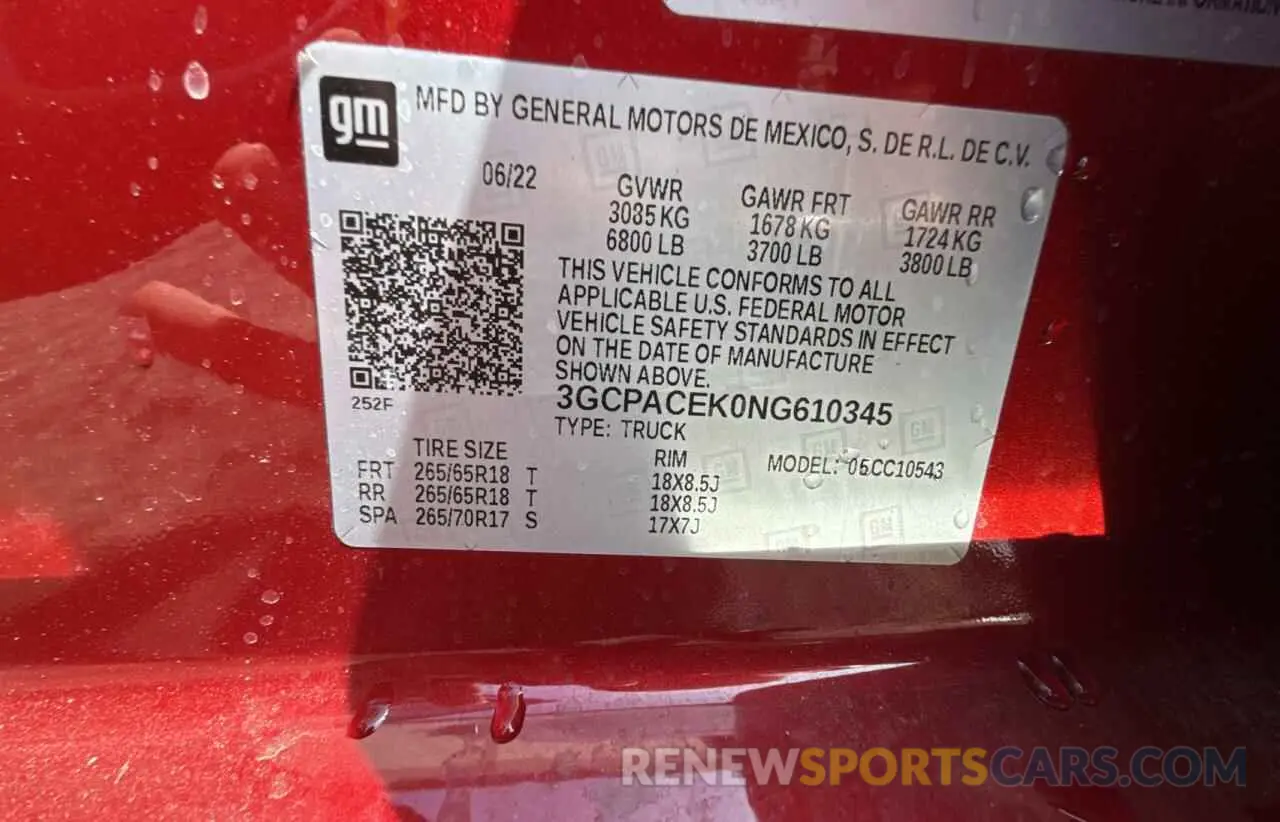 INFORMATION
gm
MFD BY GENERAL MOTORS DE MEXICO, S. DE R.L. DE C.V.
06/22
GVWR GAWR FRT GAWR RR
3085 KG 1678 KG 1724 KG
6800 LB 3700 LB 3800 LB
THIS VEHICLE CONFORMS TO ALL
APPLICABLE U.S. FEDERAL MOTOR
VEHICLE SAFETY STANDARDS IN EFFECT
ON THE DATE OF MANUFACTURE
SHOWN ABOVE.
252F
3GCPACEK0NG610345
TYPE: TRUCK
TIRE SIZE RIM MODEL: CC10543
FRT 265/65R18 T 18X8.5J
RR 265/65R18 T 18X8.5J
SPA 265/70R17 S 17X7J
RENEWSPORTSCARS.COM